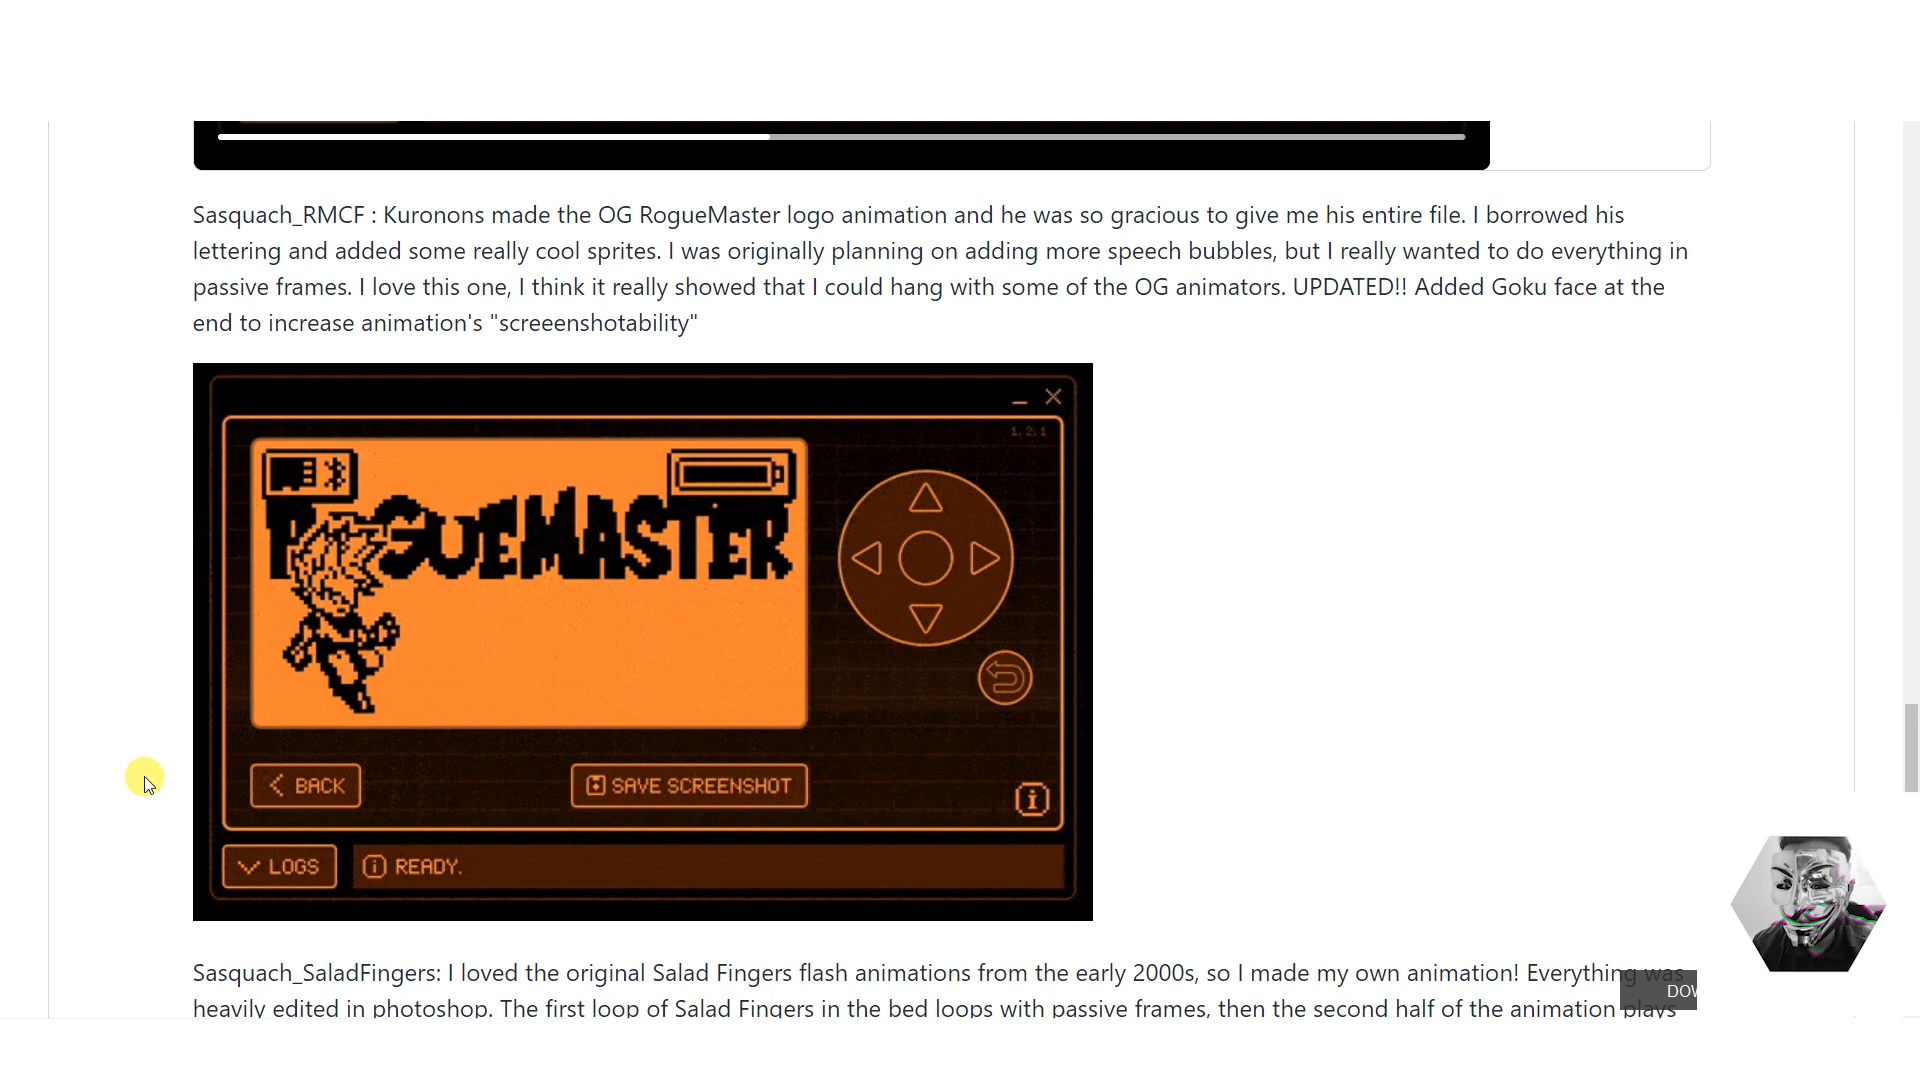 Sasquach_RMCF : Kuronons made the OG RogueMaster logo animation and he was so gracious to give me his entire file. I borrowed his
lettering and added some really cool sprites. I was originally planning on adding more speech bubbles, but I really wanted to do everything in
passive frames. I love this one, I think it really showed that I could hang with some of the OG animators. UPDATED!! Added Goku face at the
end to increase animation's "screeenshotability"
1.2.1
ROGUEMASTER
BACK
SAVE SCREENSHOT
LOGS
READY.
Sasquach_SaladFingers: I loved the original Salad Fingers flash animations from the early 2000s, so I made my own animation! Everything was
heavily edited in photoshop. The first loop of Salad Fingers in the bed loops with passive frames, then the second half of the animation plays
DOW